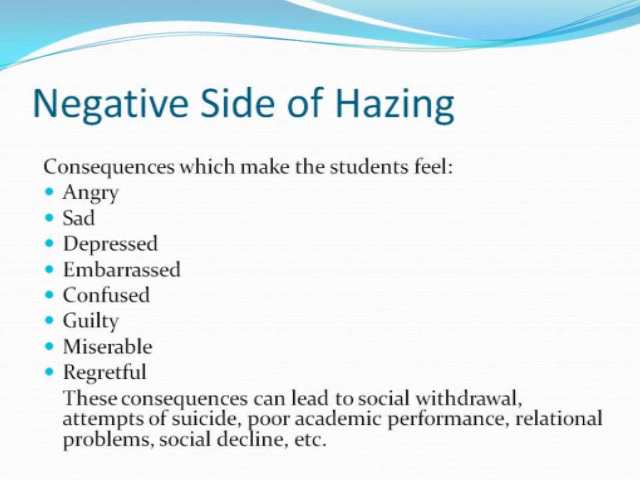 Negative Side of Hazing
Consequences which make the students feel:
Angry
Sad
Depressed
Embarrassed
Confused
Guilty
Miserable
Regretful
These consequences can lead to social withdrawal,
attempts of suicide, poor academic performance, relational
problems, social decline, etc.